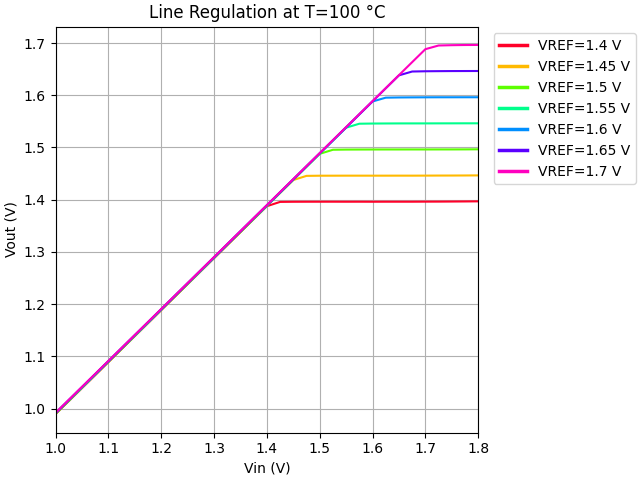 Line Regulation at T=100 °C
Vout (V)
1.7
1.6
1.5
1.4
1.3
1.2
1.1
1.0
1.0 1.1 1.2 1.3 1.4 1.5 1.6 1.7 1.8
Vin (V)
VREF=1.4 V
VREF=1.45 V
VREF=1.5 V
VREF=1.55 V
VREF=1.6 V
VREF=1.65 V
VREF=1.7 V